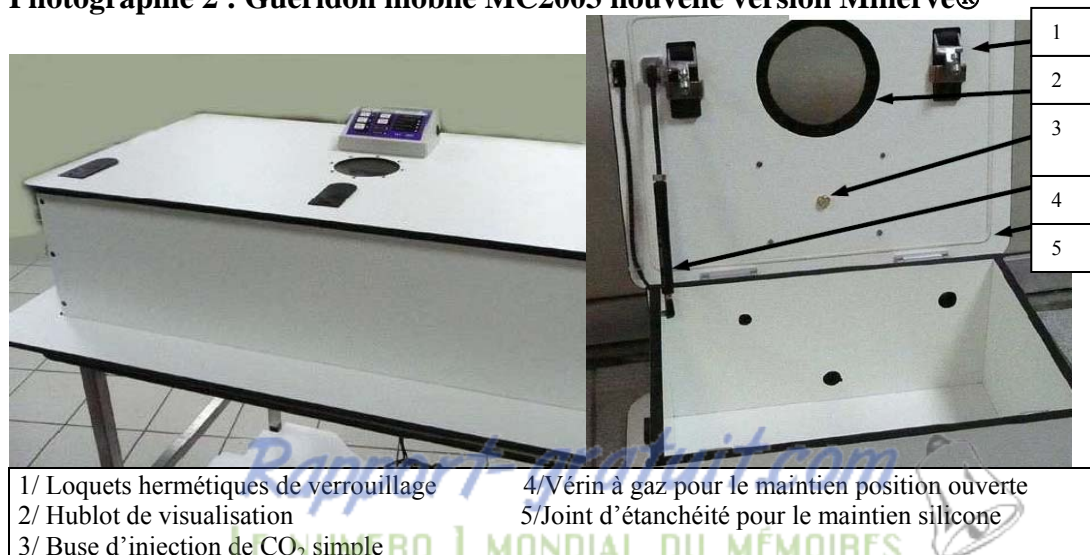 Photographie 2 : Guéridon mobile MC2003 nouvelle version Minerve®
1
2
3
4
5
Rapport-gratuit.com
LE NUMERO 1 MONDIAL DU MÉMOIRES
1/ Loquets hermétiques de verrouillage 4/Vérin à gaz pour le maintien position ouverte
2/ Hublot de visualisation 5/Joint d’étanchéité pour le maintien silicone
3/ Buse d’injection de CO₂ simple